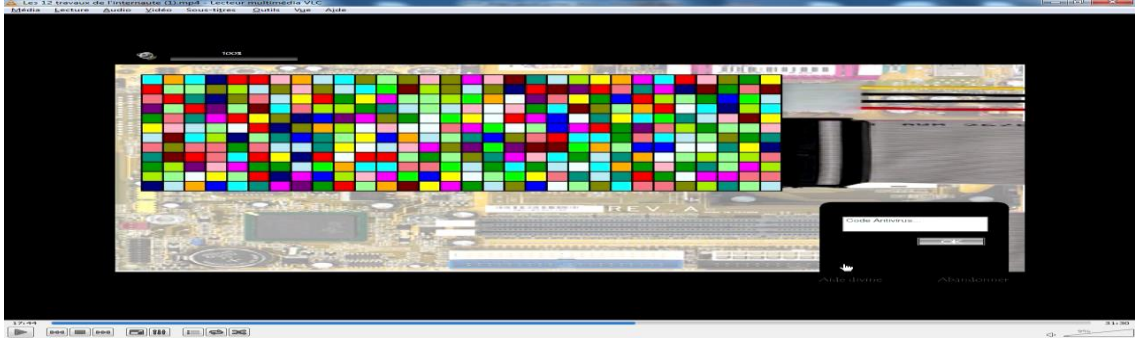 Les 12 travaux de l'internaute (1).mp4 - Lecteur multimédia VLC
Média Lecture Audio Vidéo Sous-titres Outils Vue Aide
100%
REV. A
Code Antivirus
Aide divine Abandonner
17:44 31:30